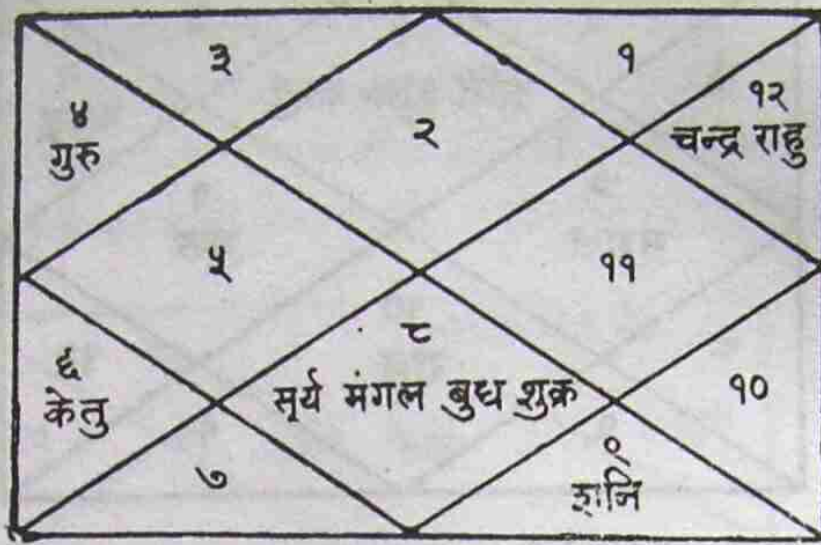 ३
१
४
गुरु
२
१२
चन्द्र राहु
५
११
८
सूर्य मंगल बुध शुक्र
६
केतु
१०
७
९
शनि